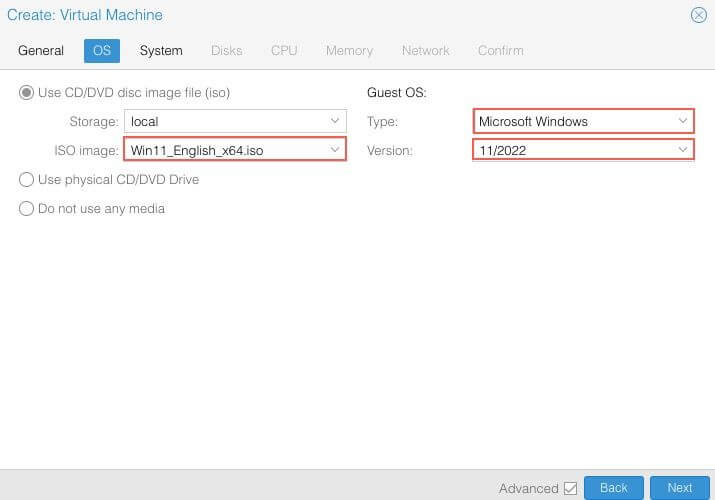 Create: Virtual Machine
General OS System Disks CPU Memory Network Confirm
Use CD/DVD disc image file (iso) Guest OS:
Storage: local Type: Microsoft Windows
ISO image: Win11_English_x64.iso Version: 11/2022
Use physical CD/DVD Drive
Do not use any media
Advanced Back Next